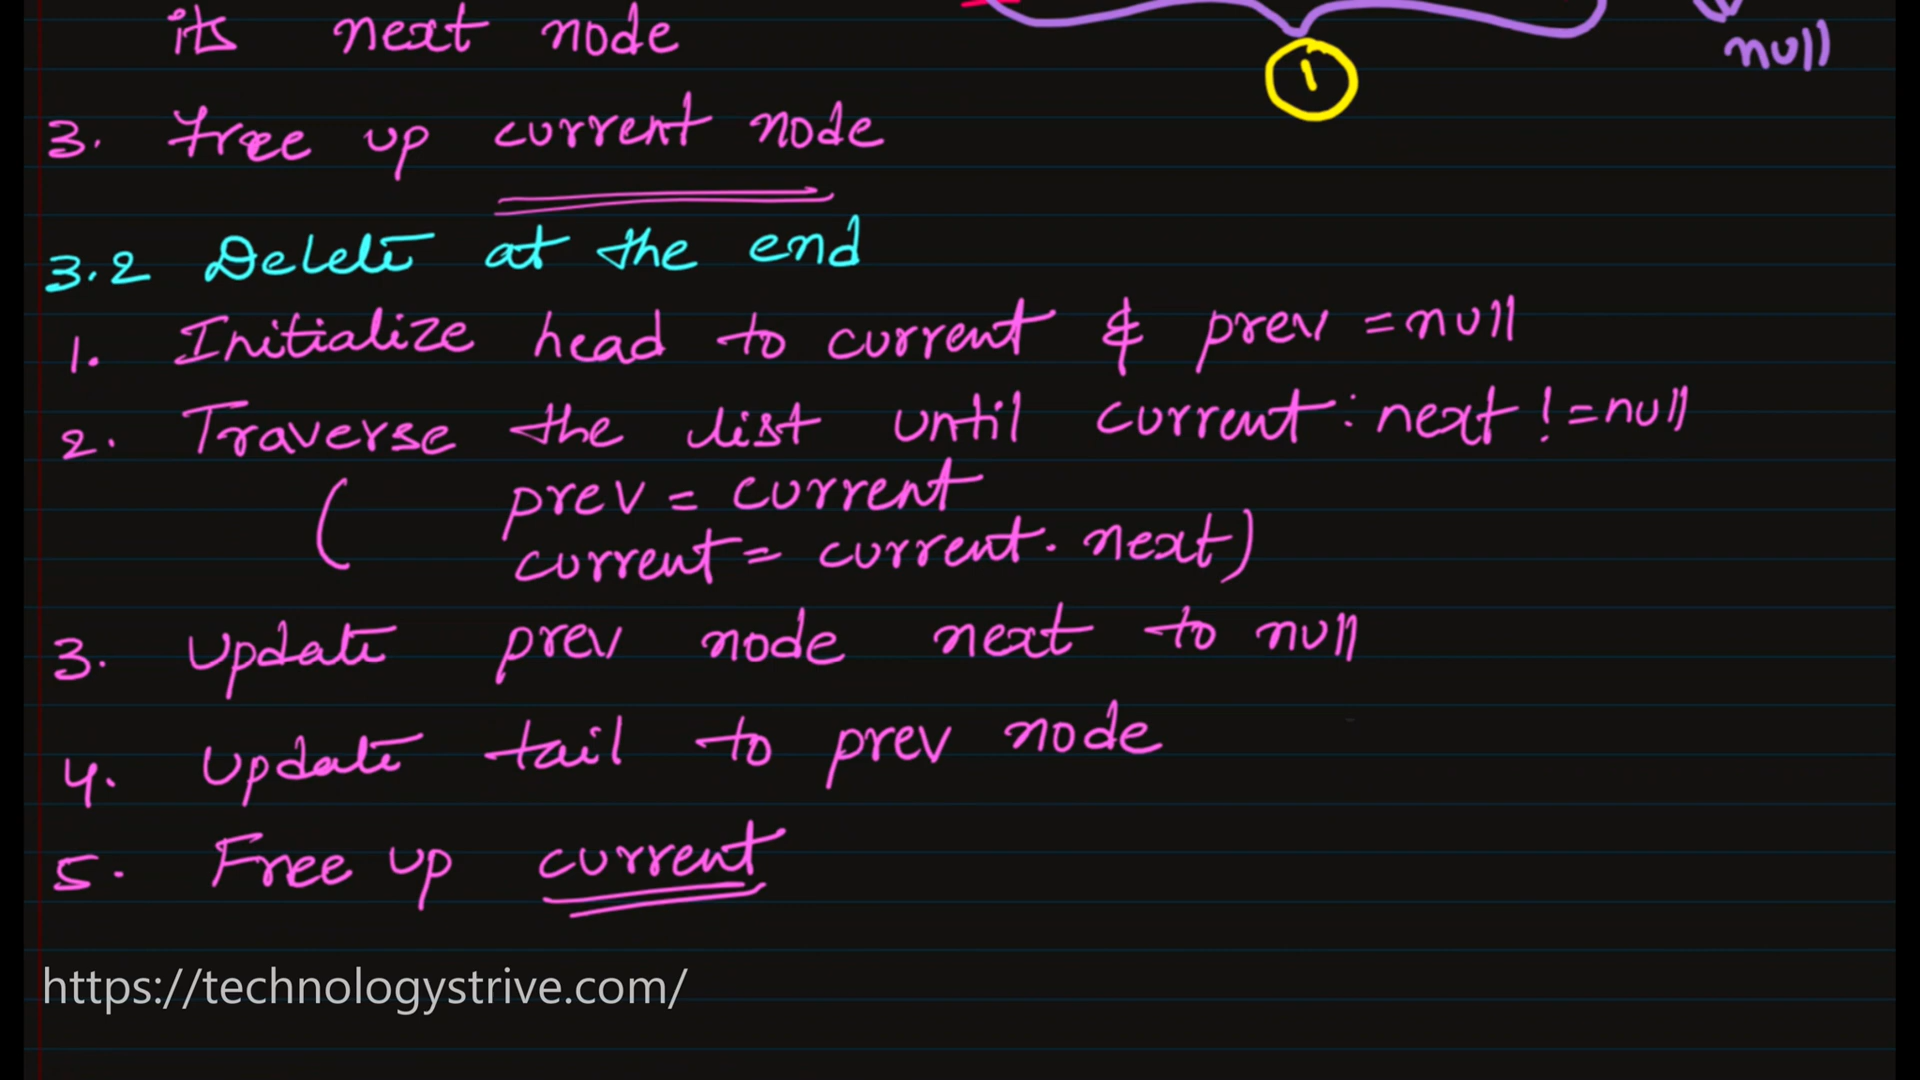 its next node
null
1
3. Free up current node
3.2 Delete at the end
1. Initialize head to current & prev = null
2. Traverse the list until current:next != null
( prev = current
current = current.next)
3. Update prev node next to null
4. Update tail to prev node
5. Free up current
https://technologystrive.com/